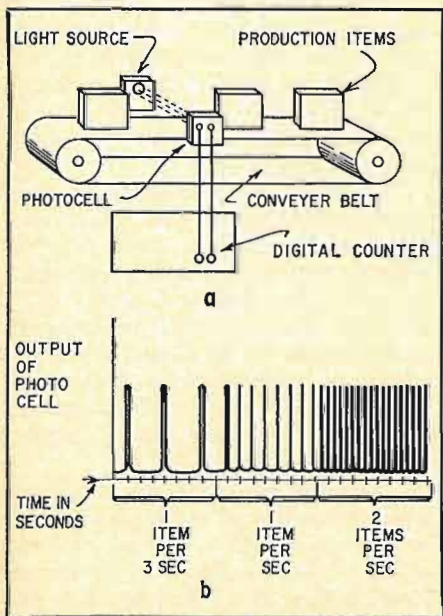 LIGHT SOURCE
PRODUCTION ITEMS
PHOTOCELL
CONVEYER BELT
DIGITAL COUNTER
a
OUTPUT
OF
PHOTO
CELL
TIME IN
SECONDS
1
ITEM
PER
3 SEC
1
ITEM
PER
SEC
2
ITEMS
PER
SEC
b